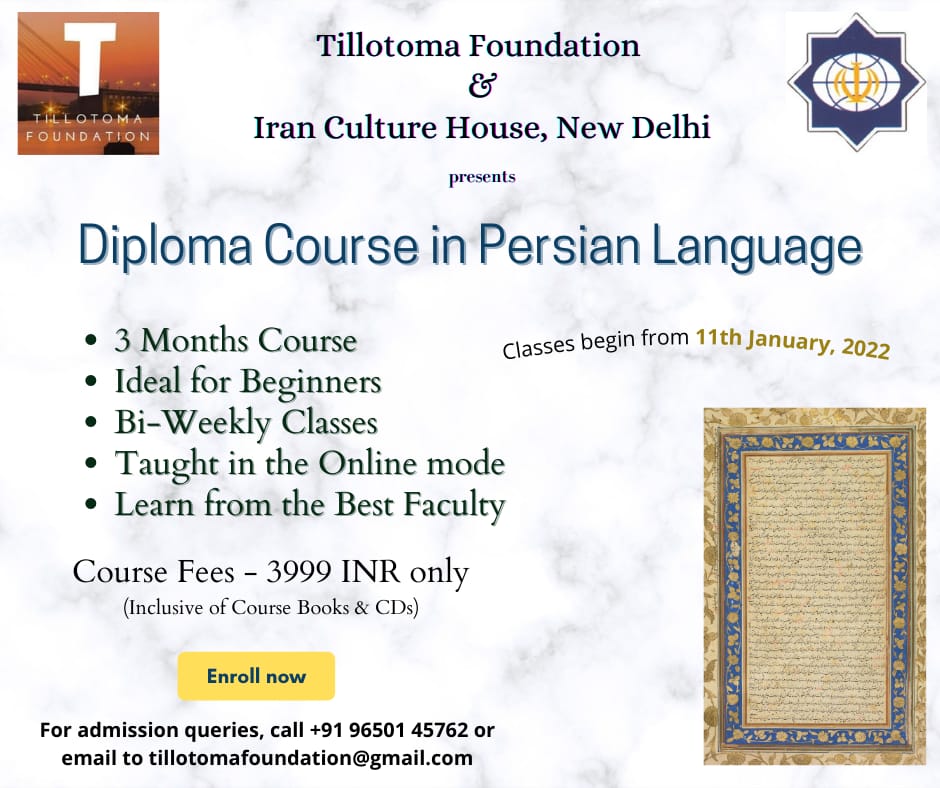 T
TILLOTOMA
FOUNDATION
Tillotoma Foundation
&
Iran Culture House, New Delhi
presents
Diploma Course in Persian Language
• 3 Months Course
• Ideal for Beginners
• Bi-Weekly Classes
• Taught in the Online mode
• Learn from the Best Faculty
Classes begin from 11th January, 2022
Course Fees - 3999 INR only
(Inclusive of Course Books & CDs)
Enroll now
For admission queries, call +91 96501 45762 or
email to tillotomafoundation@gmail.com